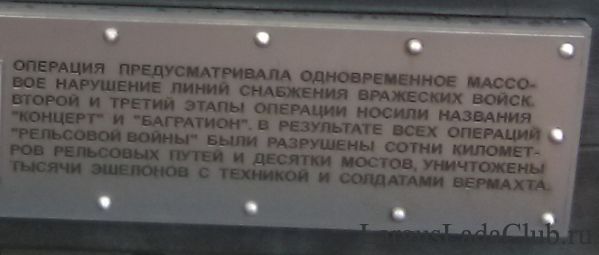 ОПЕРАЦИЯ ПРЕДУСМАТРИВАЛА ОДНОВРЕМЕННОЕ МАССО-
ВОЕ НАРУШЕНИЕ ЛИНИЙ СНАБЖЕНИЯ ВРАЖЕСКИХ ВОЙСК.
ВТОРОЙ И ТРЕТИЙ ЭТАПЫ ОПЕРАЦИИ НОСИЛИ НАЗВАНИЯ
"КОНЦЕРТ" И "БАГРАТИОН". В РЕЗУЛЬТАТЕ ВСЕХ ОПЕРАЦИЙ
"РЕЛЬСОВОЙ ВОЙНЫ" БЫЛИ РАЗРУШЕНЫ СОТНИ КИЛОМЕТ-
РОВ РЕЛЬСОВЫХ ПУТЕЙ И ДЕСЯТКИ МОСТОВ, УНИЧТОЖЕНЫ
ТЫСЯЧИ ЭШЕЛОНОВ С ТЕХНИКОЙ И СОЛДАТАМИ ВЕРМАХТА.
LargusLadaClub.ru